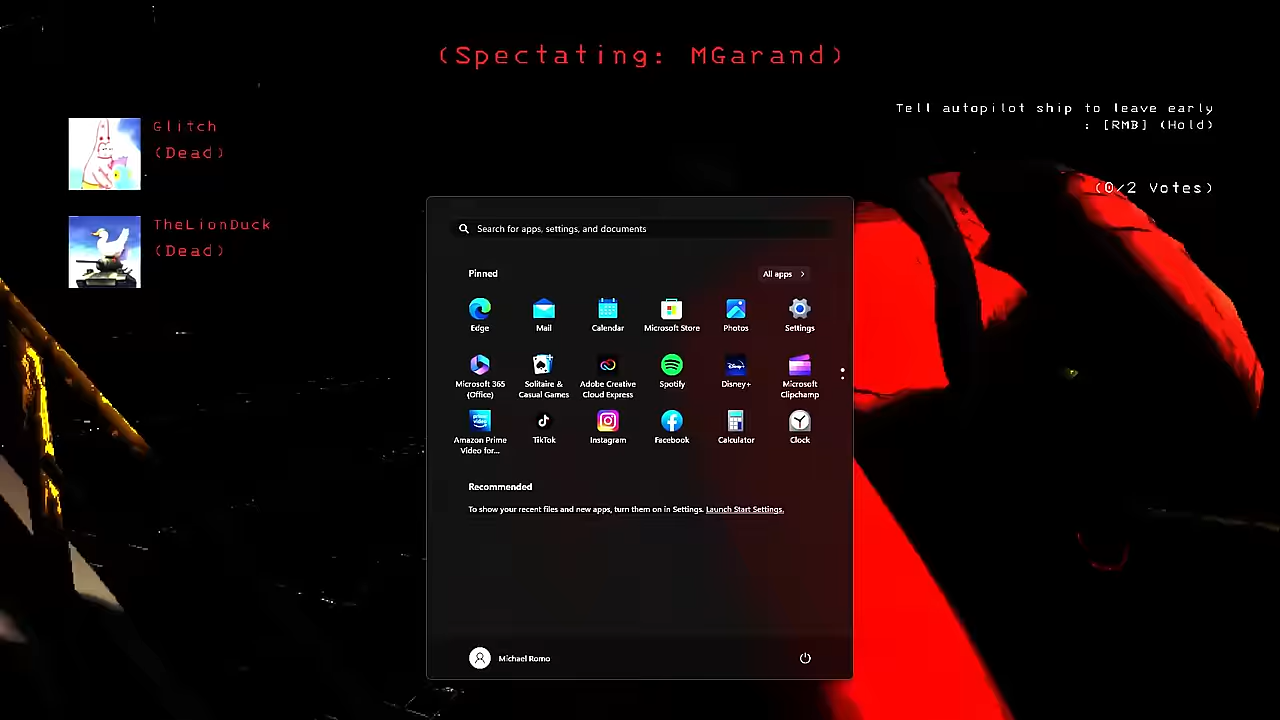 (Spectating: MGarand)
Tell autopilot ship to leave early
: [RMB] (Hold)
(0/2 Votes)
Glitch
(Dead)
TheLionDuck
(Dead)
Search for apps, settings, and documents
Pinned
All apps
Edge
Mail
Calendar
Microsoft Store
Photos
Settings
Microsoft 365
(Office)
Solitaire &
Casual Games
Adobe Creative
Cloud Express
Spotify
Disney+
Disney+
Microsoft
Clipchamp
prime
video
Amazon Prime
Video for...
TikTok
Instagram
Facebook
Calculator
Clock
Recommended
To show your recent files and new apps, turn them on in Settings. Launch Start Settings.
Michael Romo